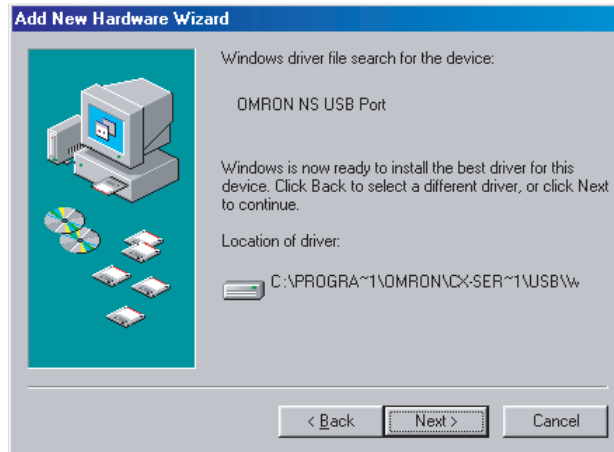 Add New Hardware Wizard
Windows driver file search for the device:
OMRON NS USB Port
Windows is now ready to install the best driver for this
device. Click Back to select a different driver, or click Next
to continue.
Location of driver:
C:\PROGRA~1\OMRON\CX-SER~1\USB\W
< Back
Next >
Cancel